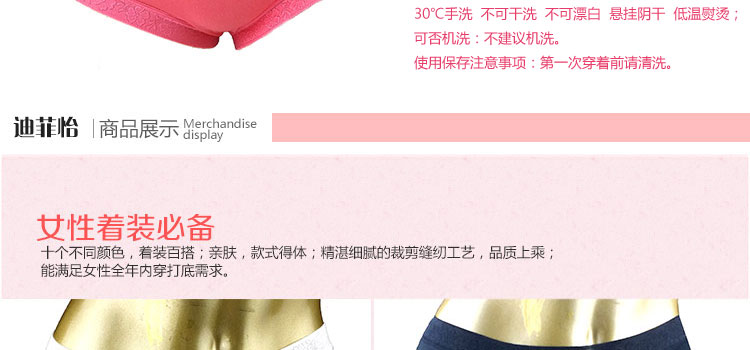 30℃手洗 不可干洗 不可漂白 悬挂阴干 低温熨烫；
可否机洗：不建议机洗。
使用保存注意事项：第一次穿着前请清洗。
迪菲怡 | 商品展示 Merchandise display
女性着装必备
十个不同颜色，着装百搭；亲肤，款式得体；精湛细腻的裁剪缝纫工艺，品质上乘；
能满足女性全年内穿打底需求。